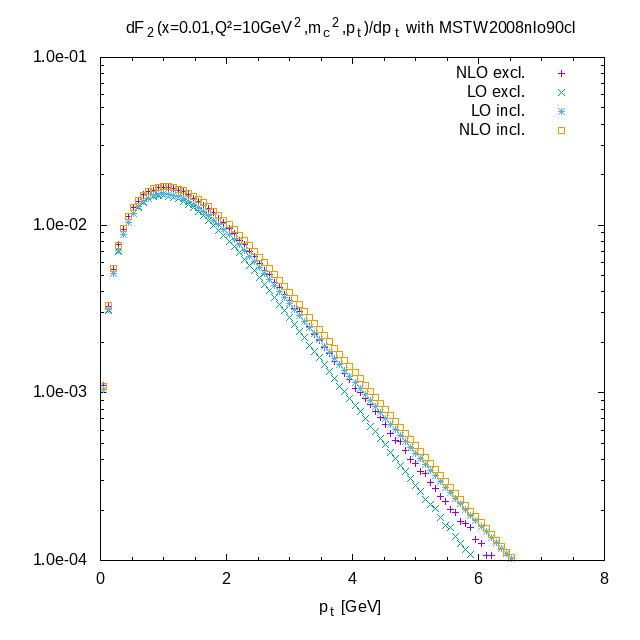 dF2(x=0.01,Q²=10GeV²,mc²,pt)/dpt with MSTW2008nlo90cl
NLO excl.
LO excl.
LO incl.
NLO incl.
1.0e-01
1.0e-02
1.0e-03
1.0e-04
0 2 4 6 8
pt [GeV]